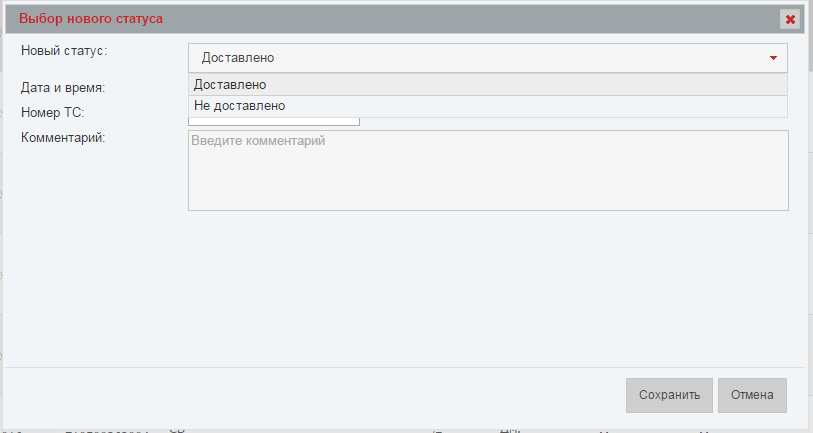 Выбор нового статуса
Новый статус:
Доставлено
Дата и время:
Доставлено
Не доставлено
Номер ТС:
Комментарий:
Введите комментарий
Сохранить
Отмена